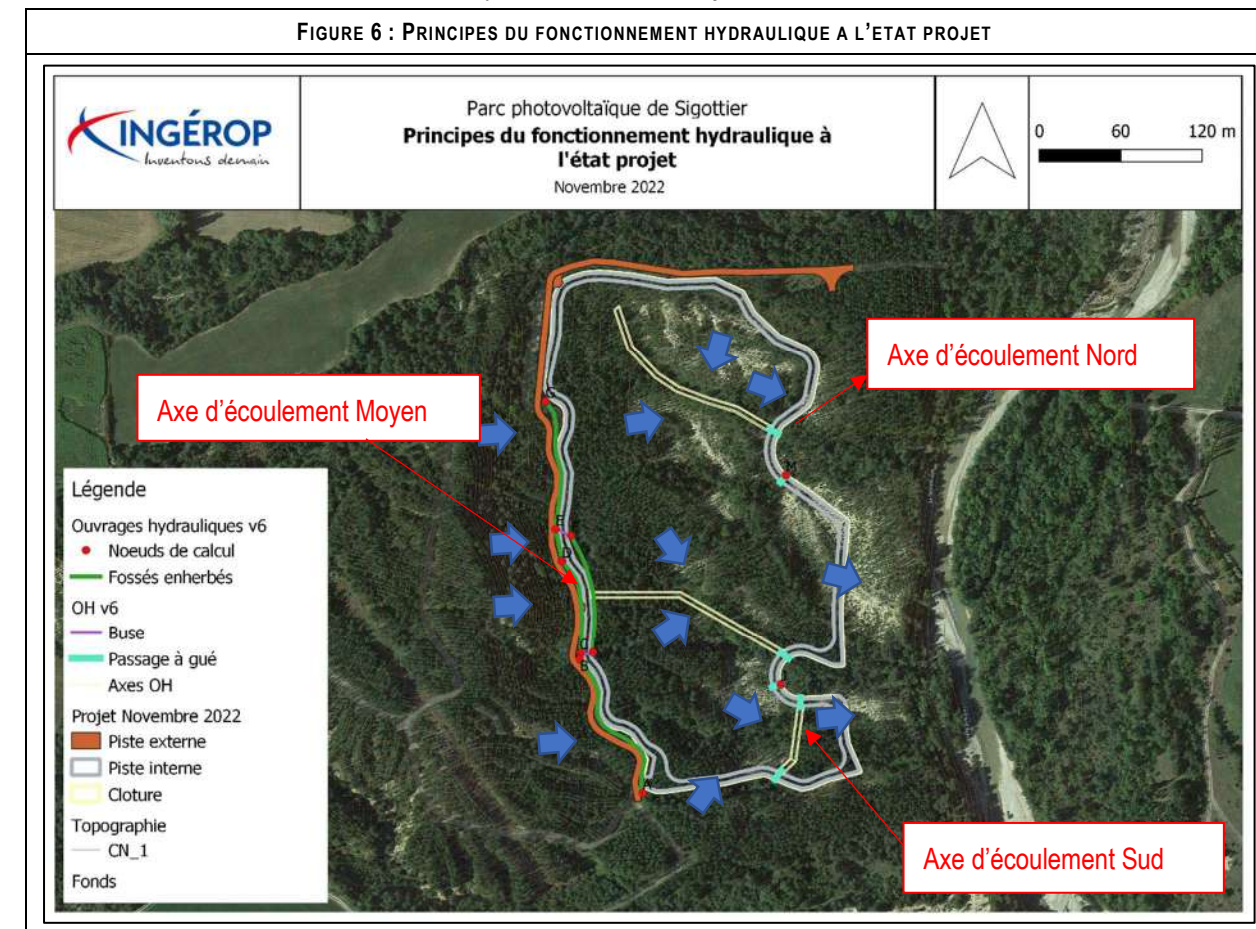 FIGURE 6 : PRINCIPES DU FONCTIONNEMENT HYDRAULIQUE A L'ETAT PROJET
INGÉROP
Inventons demain
Parc photovoltaïque de Sigottier
Principes du fonctionnement hydraulique à
l'état projet
Novembre 2022
0 60 120 m
Axe d'écoulement Nord
Axe d'écoulement Moyen
M
E
D
C
B
A
Légende
Ouvrages hydrauliques v6
Noeuds de calcul
Fossés enherbés
OH v6
Buse
Passage à gué
Axes OH
Projet Novembre 2022
Piste externe
Piste interne
Cloture
Topographie
CN_1
Fonds
Axe d'écoulement Sud